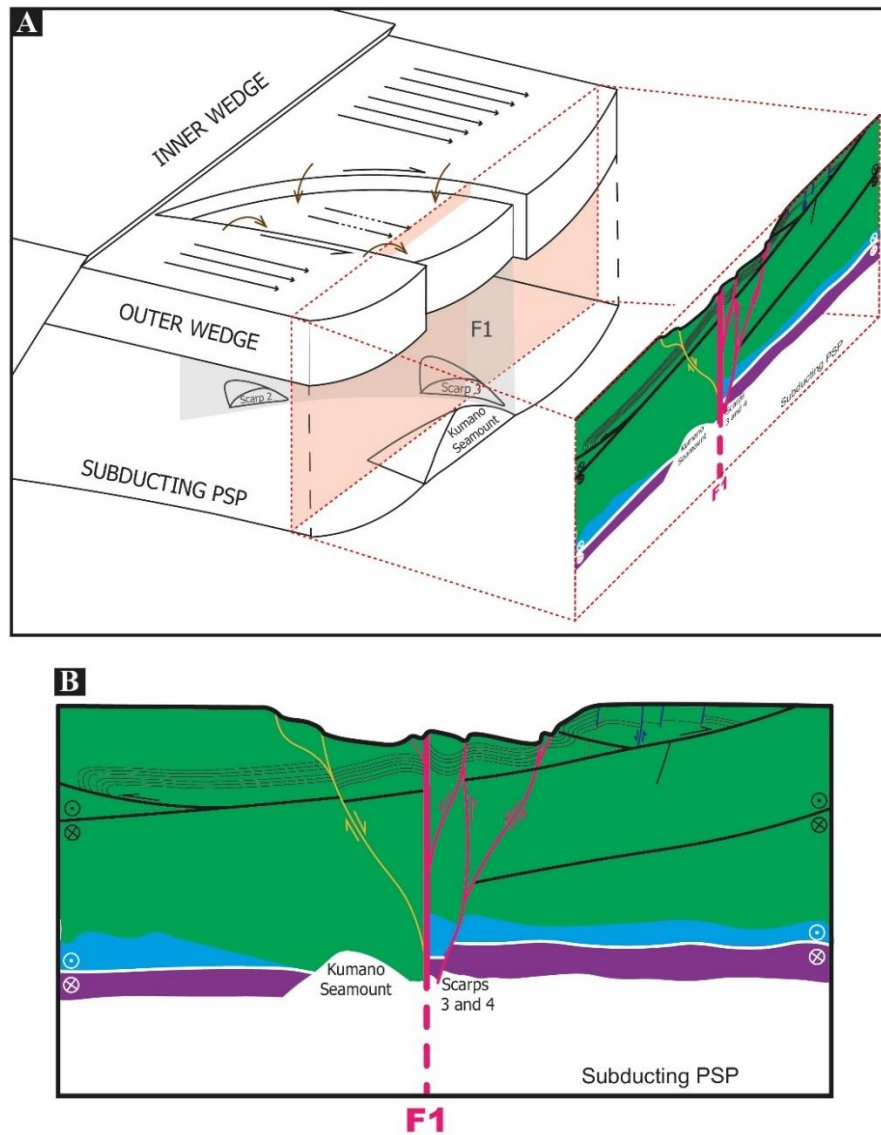 A
INNER WEDGE
OUTER WEDGE
F1
Scarp 2
Scarp 3
Kumano
Seamount
SUBDUCTING PSP
Kumano
Seamount
Scarps
3 and 4
Subducting PSP
F1
B
Kumano
Seamount
Scarps
3 and 4
Subducting PSP
F1